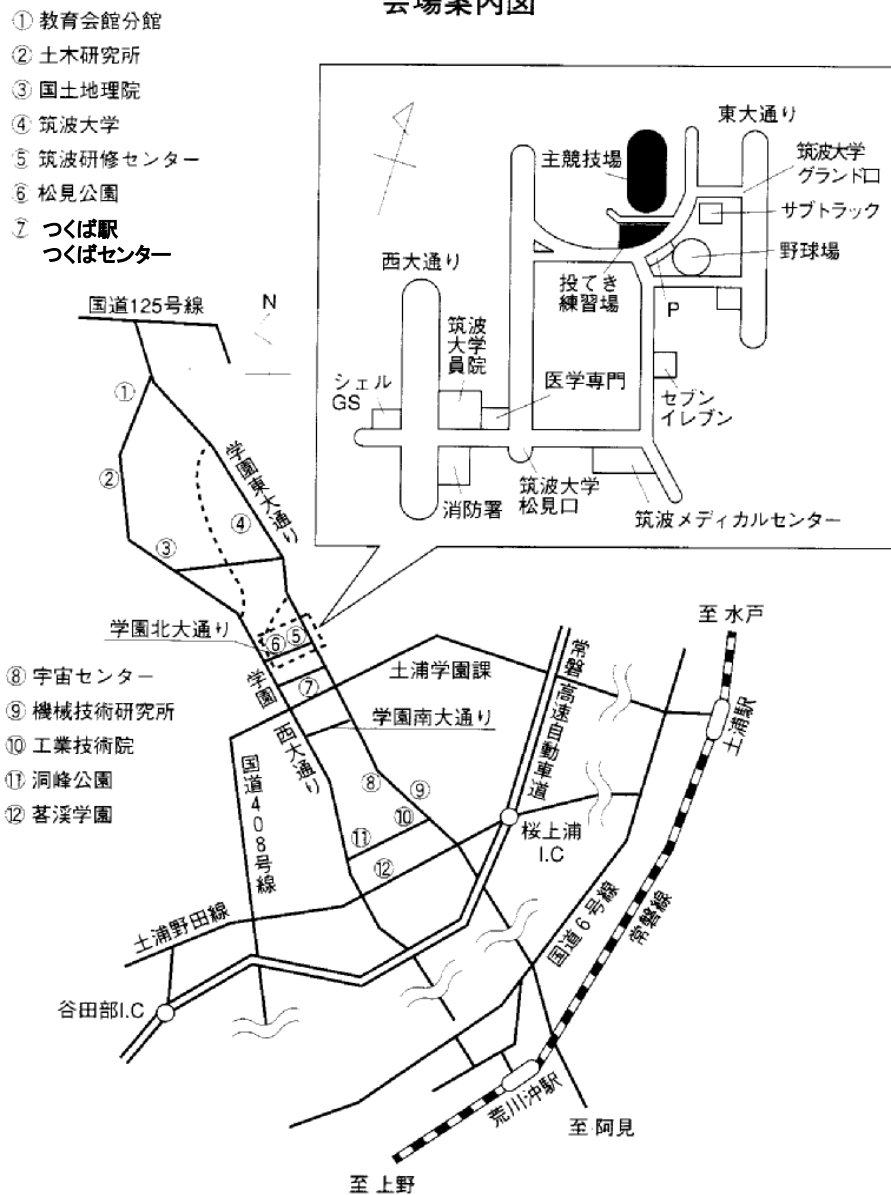 会場案内図
① 教育会館分館
② 土木研究所
③ 国土地理院
④ 筑波大学
⑤ 筑波研修センター
⑥ 松見公園
⑦ つくば駅
つくばセンター
東大通り
主競技場
筑波大学
グランド口
サブトラック
野球場
西大通り
投てき
練習場
P
筑波
大学
員院
医学専門
シェル
GS
セブン
イレブン
消防署
筑波大学
松見口
筑波メディカルセンター
国道125号線
N
①
②
③
④
学園東大通り
⑥
⑤
学園北大通り
⑦
学園
西大通り
土浦学園課
学園南大通り
常磐高速自動車道
至 水戸
土浦駅
⑧ 宇宙センター
⑨ 機械技術研究所
⑩ 工業技術院
⑪ 洞峰公園
⑫ 茗渓学園
国道408号線
⑧
⑨
⑩
⑪
⑫
桜上浦
I.C
土浦野田線
国道6号線
常磐線
谷田部I.C
荒川沖駅
至 阿見
至 上野